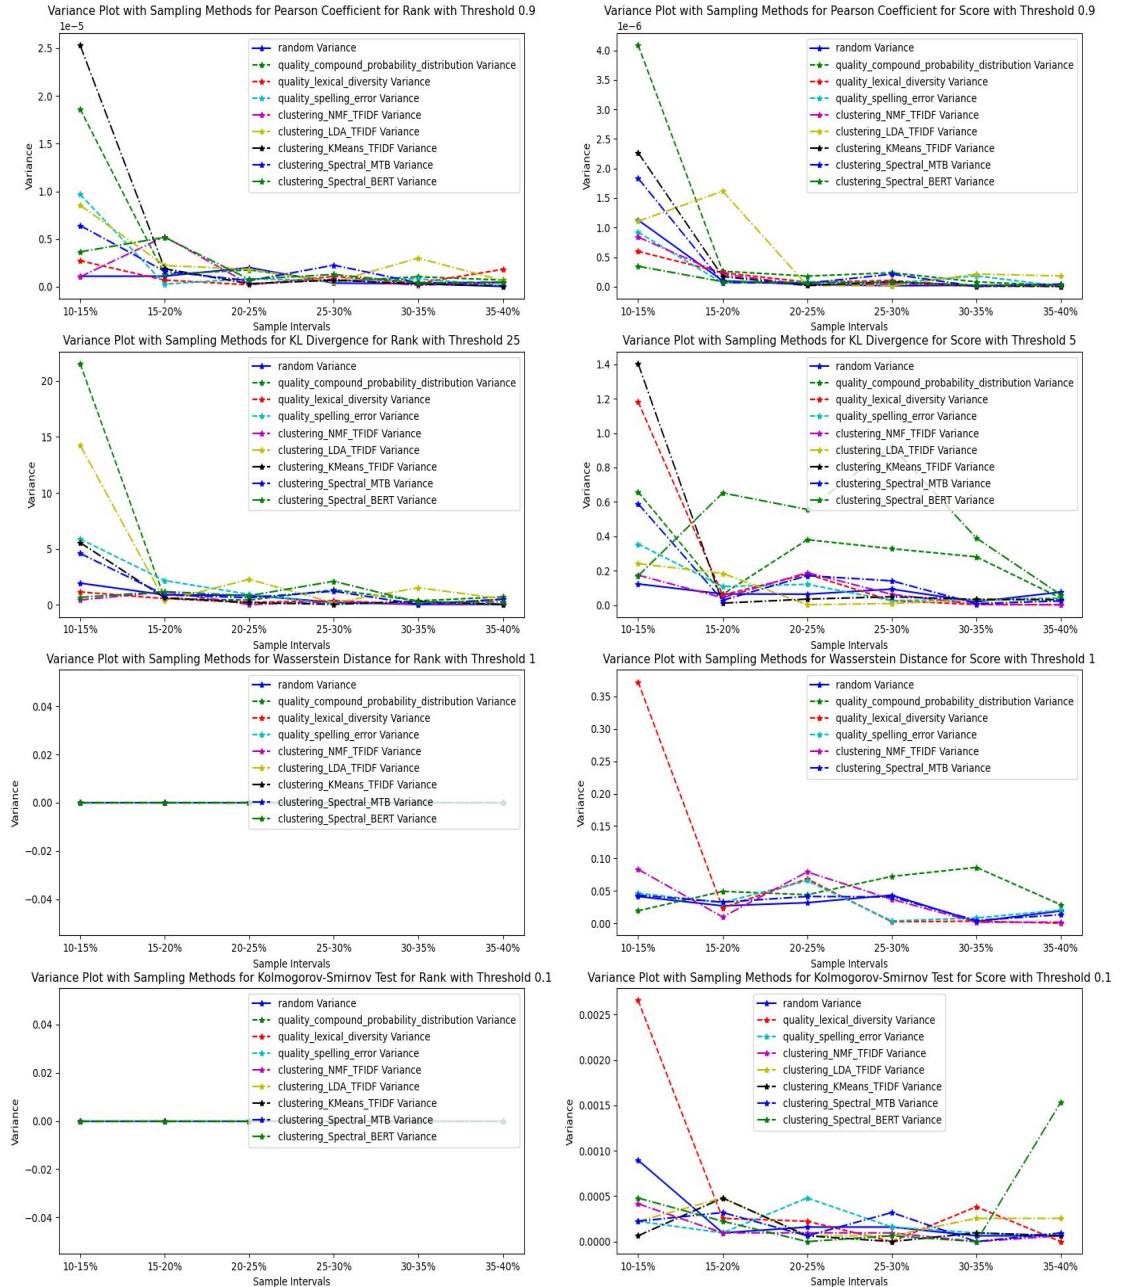 Variance Plot with Sampling Methods for Pearson Coefficient for Rank with Threshold 0.9
1e-5
2.5
2.0
1.5
1.0
0.5
0.0
Variance
random Variance
quality_compound_probability_distribution Variance
quality_lexical_diversity Variance
quality_spelling_error Variance
clustering_NMF_TFIDF Variance
clustering_LDA_TFIDF Variance
clustering_KMeans_TFIDF Variance
clustering_Spectral_MTB Variance
clustering_Spectral_BERT Variance
10-15% 15-20% 20-25% 25-30% 30-35% 35-40%
Sample Intervals
Variance Plot with Sampling Methods for Pearson Coefficient for Score with Threshold 0.9
1e-6
4.0
3.5
3.0
2.5
2.0
1.5
1.0
0.5
0.0
Variance
random Variance
quality_compound_probability_distribution Variance
quality_lexical_diversity Variance
quality_spelling_error Variance
clustering_NMF_TFIDF Variance
clustering_LDA_TFIDF Variance
clustering_KMeans_TFIDF Variance
clustering_Spectral_MTB Variance
clustering_Spectral_BERT Variance
10-15% 15-20% 20-25% 25-30% 30-35% 35-40%
Sample Intervals
Variance Plot with Sampling Methods for KL Divergence for Rank with Threshold 25
20
15
10
5
0
Variance
random Variance
quality_compound_probability_distribution Variance
quality_lexical_diversity Variance
quality_spelling_error Variance
clustering_NMF_TFIDF Variance
clustering_LDA_TFIDF Variance
clustering_KMeans_TFIDF Variance
clustering_Spectral_MTB Variance
clustering_Spectral_BERT Variance
10-15% 15-20% 20-25% 25-30% 30-35% 35-40%
Sample Intervals
Variance Plot with Sampling Methods for KL Divergence for Score with Threshold 5
1.4
1.2
1.0
0.8
0.6
0.4
0.2
0.0
Variance
random Variance
quality_compound_probability_distribution Variance
quality_lexical_diversity Variance
quality_spelling_error Variance
clustering_NMF_TFIDF Variance
clustering_LDA_TFIDF Variance
clustering_KMeans_TFIDF Variance
clustering_Spectral_MTB Variance
clustering_Spectral_BERT Variance
10-15% 15-20% 20-25% 25-30% 30-35% 35-40%
Sample Intervals
Variance Plot with Sampling Methods for Wasserstein Distance for Rank with Threshold 1
0.04
0.02
0.00
−0.02
−0.04
Variance
random Variance
quality_compound_probability_distribution Variance
quality_lexical_diversity Variance
quality_spelling_error Variance
clustering_NMF_TFIDF Variance
clustering_LDA_TFIDF Variance
clustering_KMeans_TFIDF Variance
clustering_Spectral_MTB Variance
clustering_Spectral_BERT Variance
10-15% 15-20% 20-25% 25-30% 30-35% 35-40%
Sample Intervals
Variance Plot with Sampling Methods for Wasserstein Distance for Score with Threshold 1
0.35
0.30
0.25
0.20
0.15
0.10
0.05
0.00
Variance
random Variance
quality_compound_probability_distribution Variance
quality_lexical_diversity Variance
quality_spelling_error Variance
clustering_NMF_TFIDF Variance
clustering_Spectral_MTB Variance
10-15% 15-20% 20-25% 25-30% 30-35% 35-40%
Sample Intervals
Variance Plot with Sampling Methods for Kolmogorov-Smirnov Test for Rank with Threshold 0.1
0.04
0.02
0.00
−0.02
−0.04
Variance
random Variance
quality_compound_probability_distribution Variance
quality_lexical_diversity Variance
quality_spelling_error Variance
clustering_NMF_TFIDF Variance
clustering_LDA_TFIDF Variance
clustering_KMeans_TFIDF Variance
clustering_Spectral_MTB Variance
clustering_Spectral_BERT Variance
10-15% 15-20% 20-25% 25-30% 30-35% 35-40%
Sample Intervals
Variance Plot with Sampling Methods for Kolmogorov-Smirnov Test for Score with Threshold 0.1
0.0025
0.0020
0.0015
0.0010
0.0005
0.0000
Variance
random Variance
quality_lexical_diversity Variance
quality_spelling_error Variance
clustering_NMF_TFIDF Variance
clustering_LDA_TFIDF Variance
clustering_KMeans_TFIDF Variance
clustering_Spectral_MTB Variance
clustering_Spectral_BERT Variance
10-15% 15-20% 20-25% 25-30% 30-35% 35-40%
Sample Intervals